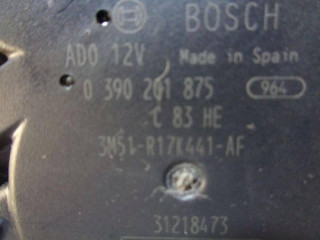 BOSCH
ADO 12V Made in Spain
0 390 201 875 964
C 83 HE
3M51-R17K441-AF
31218473